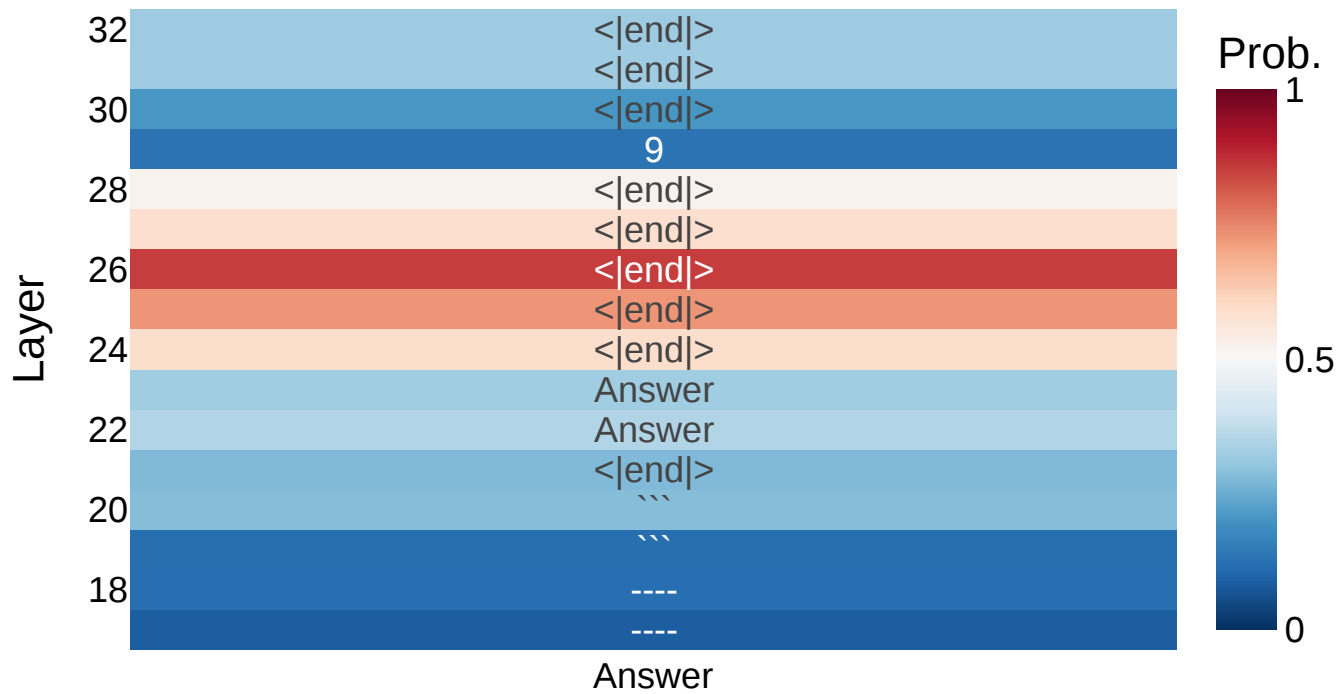 32 <|end|>
<|end|>
30 <|end|>
9
28 <|end|>
<|end|>
26 <|end|>
<|end|>
24 <|end|>
Answer
22 Answer
<|end|>
20 ```
```
18 ----
----
Answer
Layer
Prob.
1
0.5
0